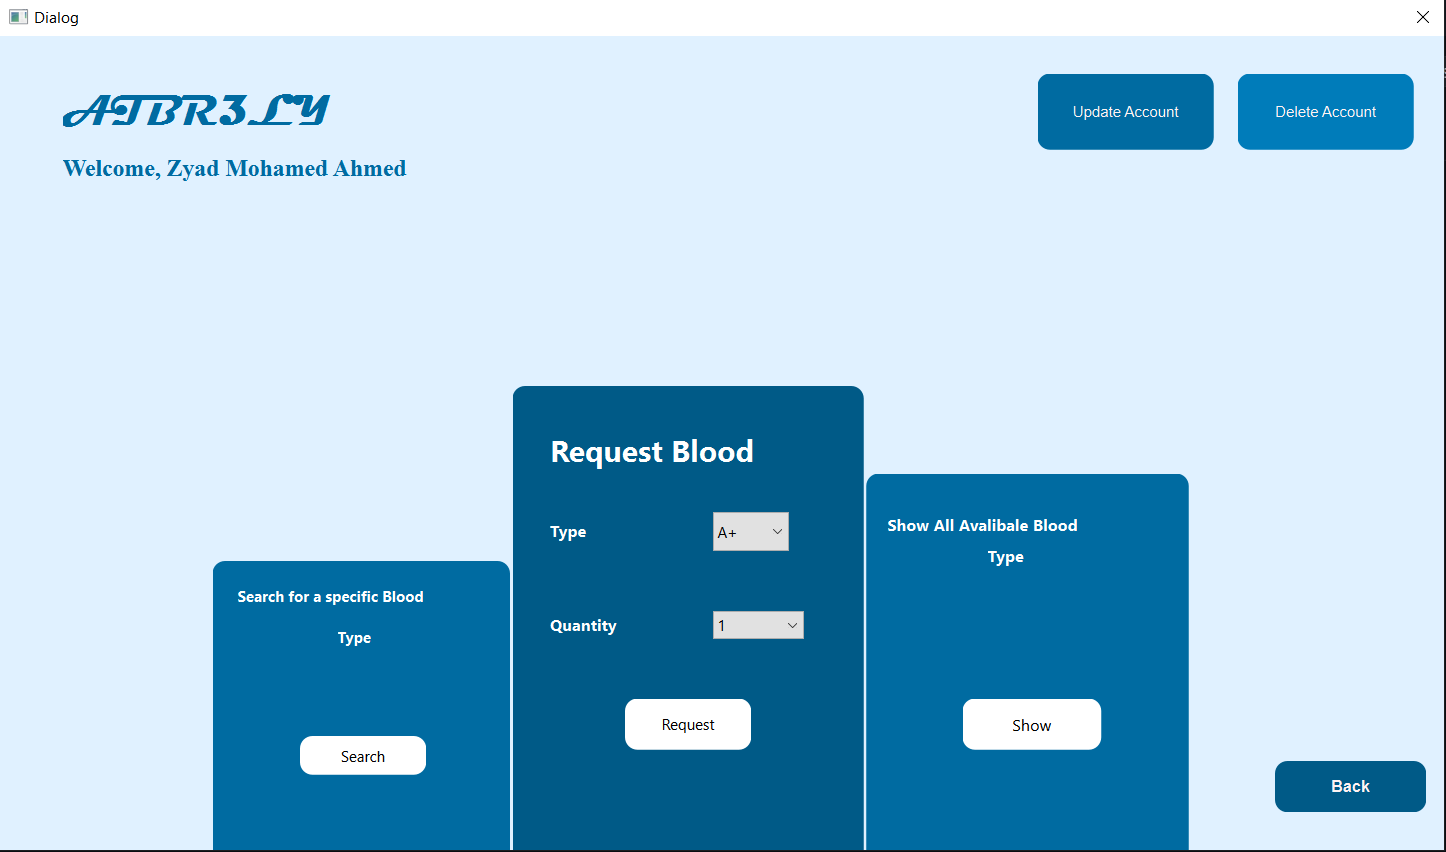 Dialog
ATBR3LY
Welcome, Zyad Mohamed Ahmed
Update Account
Delete Account
Request Blood
Type
A+
Quantity
1
Request
Search for a specific Blood
Type
Search
Show All Avalibale Blood
Type
Show
Back